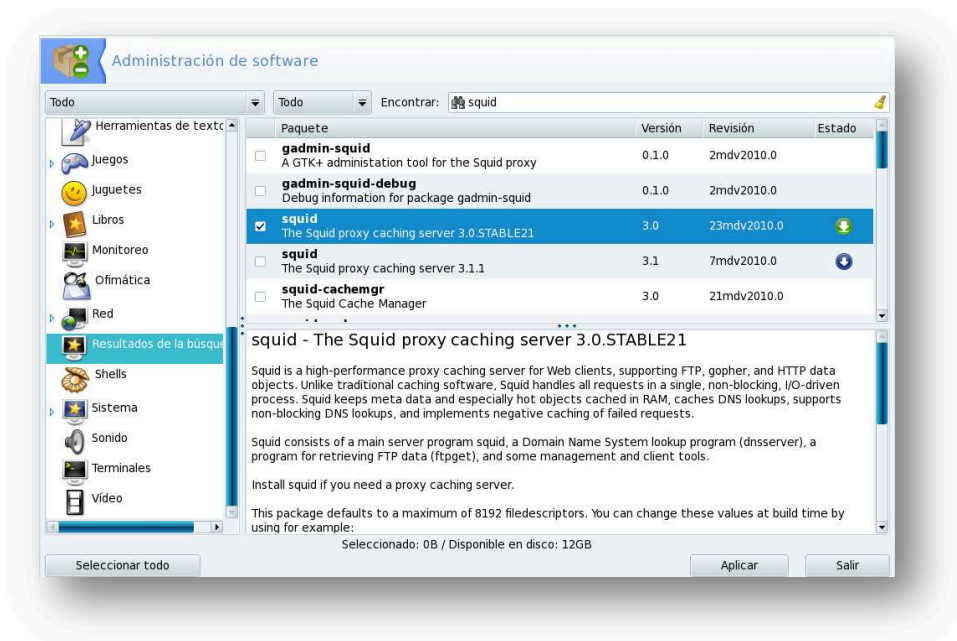 Administración de software
Todo
Todo
Encontrar:
squid
Herramientas de textc
Juegos
Juguetes
Libros
Monitoreo
Ofimática
Red
Resultados de la búsque
Shells
Sistema
Sonido
Terminales
Vídeo
Paquete Versión Revisión Estado
gadmin-squid
A GTK+ administation tool for the Squid proxy
0.1.0 2mdv2010.0
gadmin-squid-debug
Debug information for package gadmin-squid
0.1.0 2mdv2010.0
squid
The Squid proxy caching server 3.0.STABLE21
3.0 23mdv2010.0
squid
The Squid proxy caching server 3.1.1
3.1 7mdv2010.0
squid-cachemgr
The Squid Cache Manager
3.0 21mdv2010.0
squid - The Squid proxy caching server 3.0.STABLE21
Squid is a high-performance proxy caching server for Web clients, supporting FTP, gopher, and HTTP data
objects. Unlike traditional caching software, Squid handles all requests in a single, non-blocking, I/O-driven
process. Squid keeps meta data and especially hot objects cached in RAM, caches DNS lookups, supports
non-blocking DNS lookups, and implements negative caching of failed requests.
Squid consists of a main server program squid, a Domain Name System lookup program (dnsserver), a
program for retrieving FTP data (ftpget), and some management and client tools.
Install squid if you need a proxy caching server.
This package defaults to a maximum of 8192 filedescriptors. You can change these values at build time by
using for example:
Seleccionado: 0B / Disponible en disco: 12GB
Seleccionar todo
Aplicar
Salir